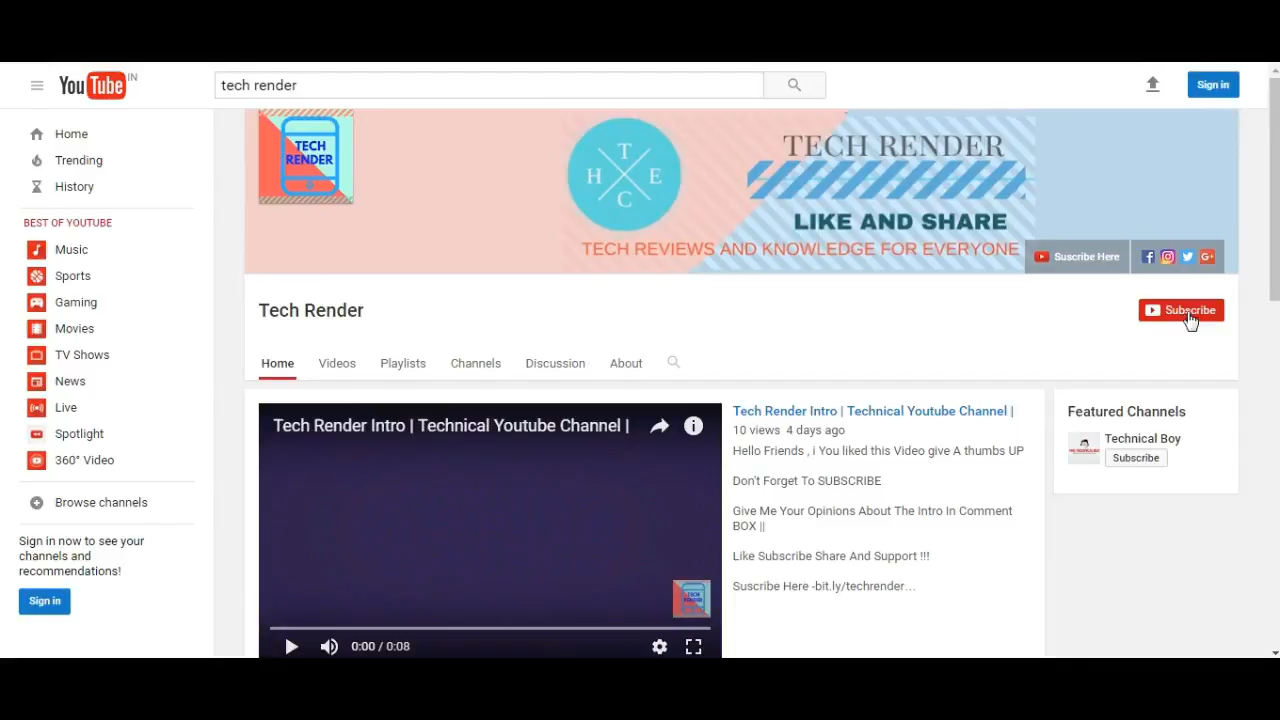 YouTube IN
tech render
Sign in
Home
Trending
History
BEST OF YOUTUBE
Music
Sports
Gaming
Movies
TV Shows
News
Live
Spotlight
360° Video
Browse channels
Sign in now to see your
channels and
recommendations!
Sign in
TECH
RENDER
T
H E
C
TECH RENDER
LIKE AND SHARE
TECH REVIEWS AND KNOWLEDGE FOR EVERYONE
Suscribe Here
G+
Tech Render
Subscribe
Home Videos Playlists Channels Discussion About
Tech Render Intro | Technical Youtube Channel |
TECH
RENDER
0:00 / 0:08
Tech Render Intro | Technical Youtube Channel |
10 views 4 days ago
Hello Friends , i You liked this Video give A thumbs UP
Don't Forget To SUBSCRIBE
Give Me Your Opinions About The Intro In Comment
BOX ||
Like Subscribe Share And Support !!!
Suscribe Here -bit.ly/techrender…
Featured Channels
Technical Boy
Subscribe